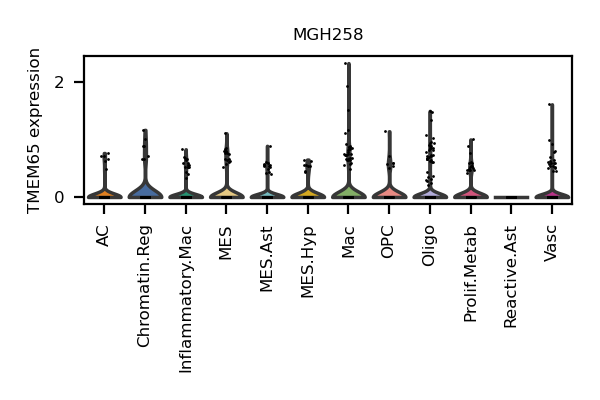 MGH258
TMEM65 expression
2
0
AC
Chromatin.Reg
Inflammatory.Mac
MES
MES.Ast
MES.Hyp
Mac
OPC
Oligo
Prolif.Metab
Reactive.Ast
Vasc